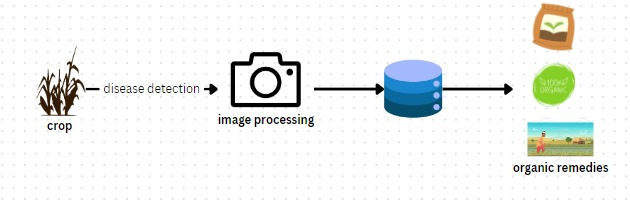 disease detection
crop
image processing
100%
ORGANIC
organic remedies